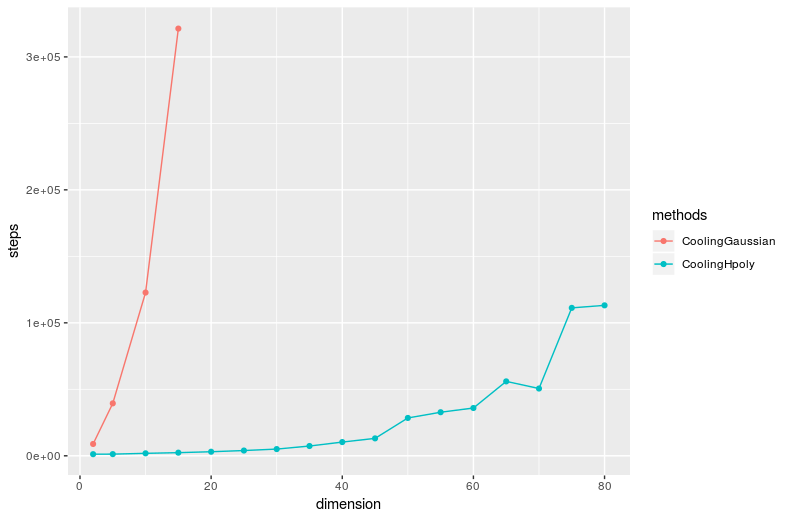 steps
3e+05
2e+05
1e+05
0e+00
0 20 40 60 80
dimension
methods
CoolingGaussian
CoolingHpoly